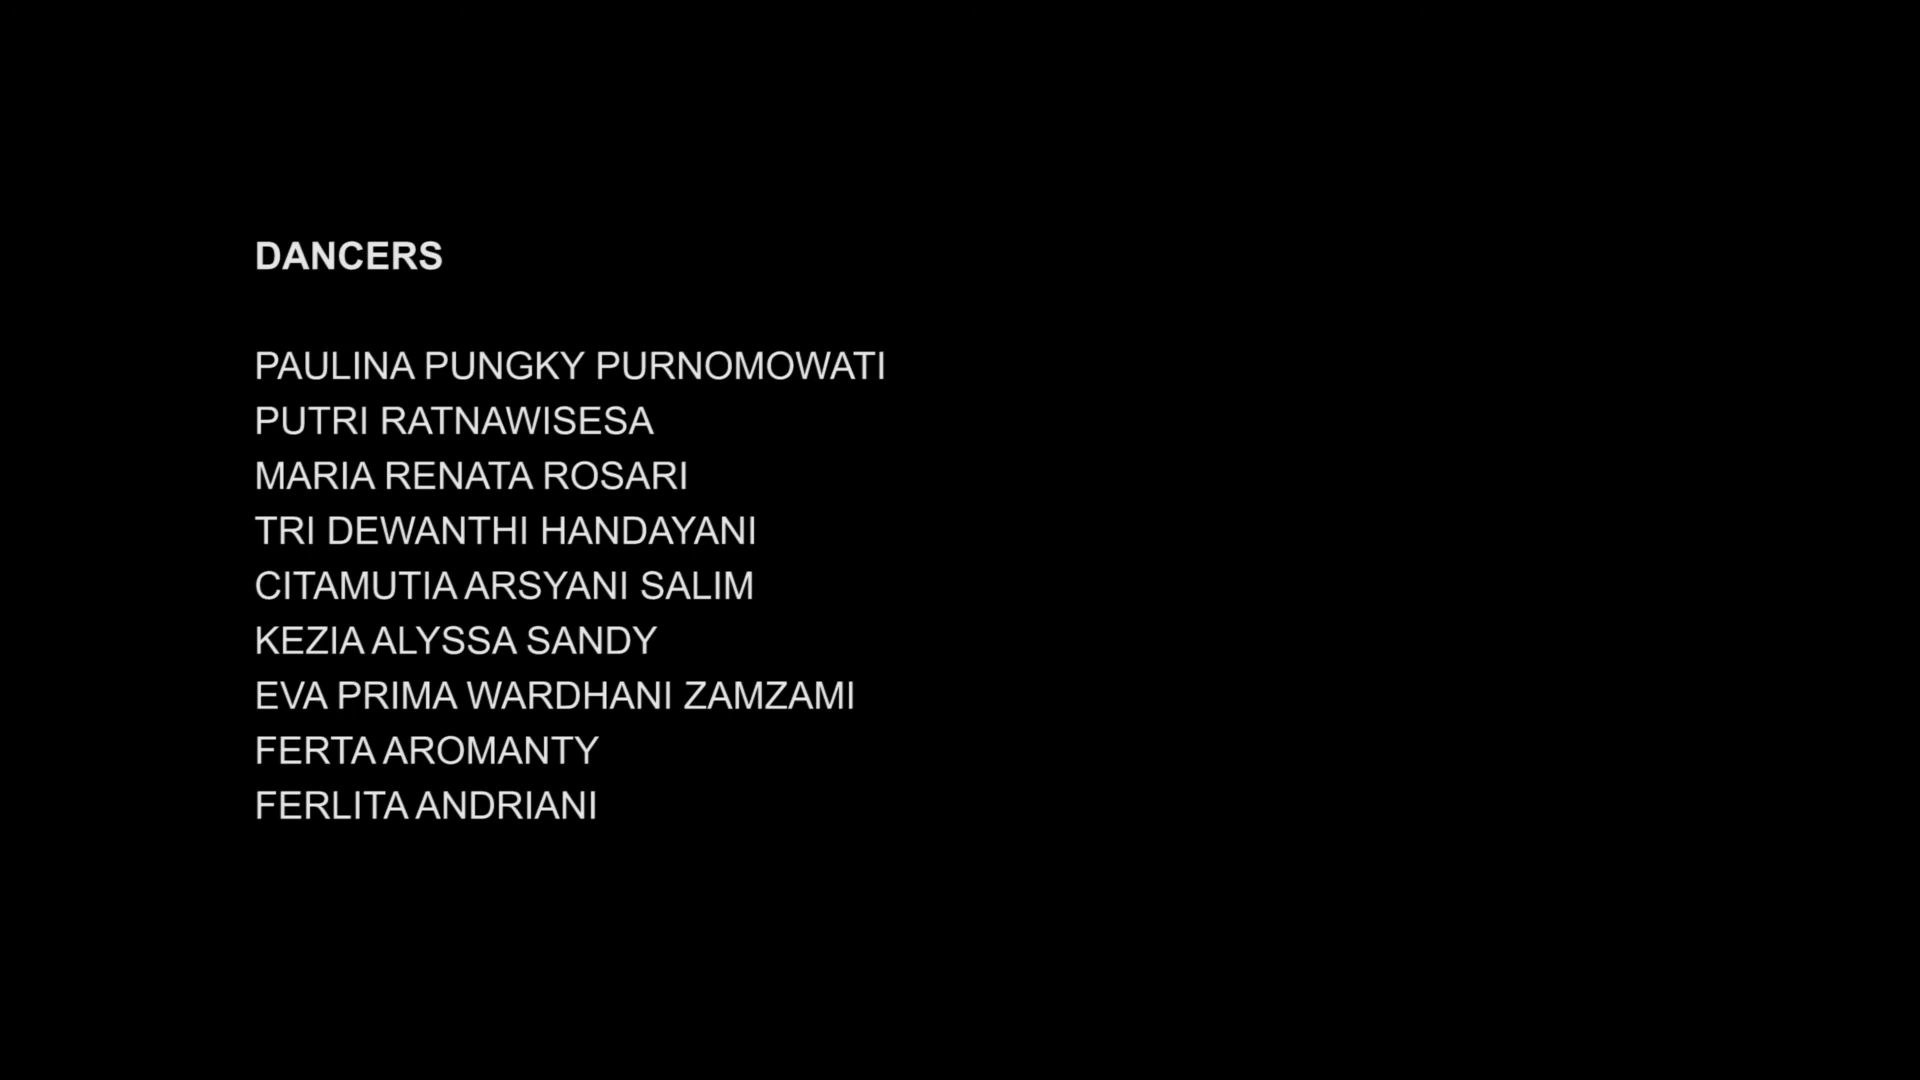 DANCERS
PAULINA PUNGKY PURNOMOWATI
PUTRI RATNAWISESA
MARIA RENATA ROSARI
TRI DEWANTHI HANDAYANI
CITAMUTIA ARSYANI SALIM
KEZIA ALYSSA SANDY
EVA PRIMA WARDHANI ZAMZAMI
FERTA AROMANTY
FERLITA ANDRIANI